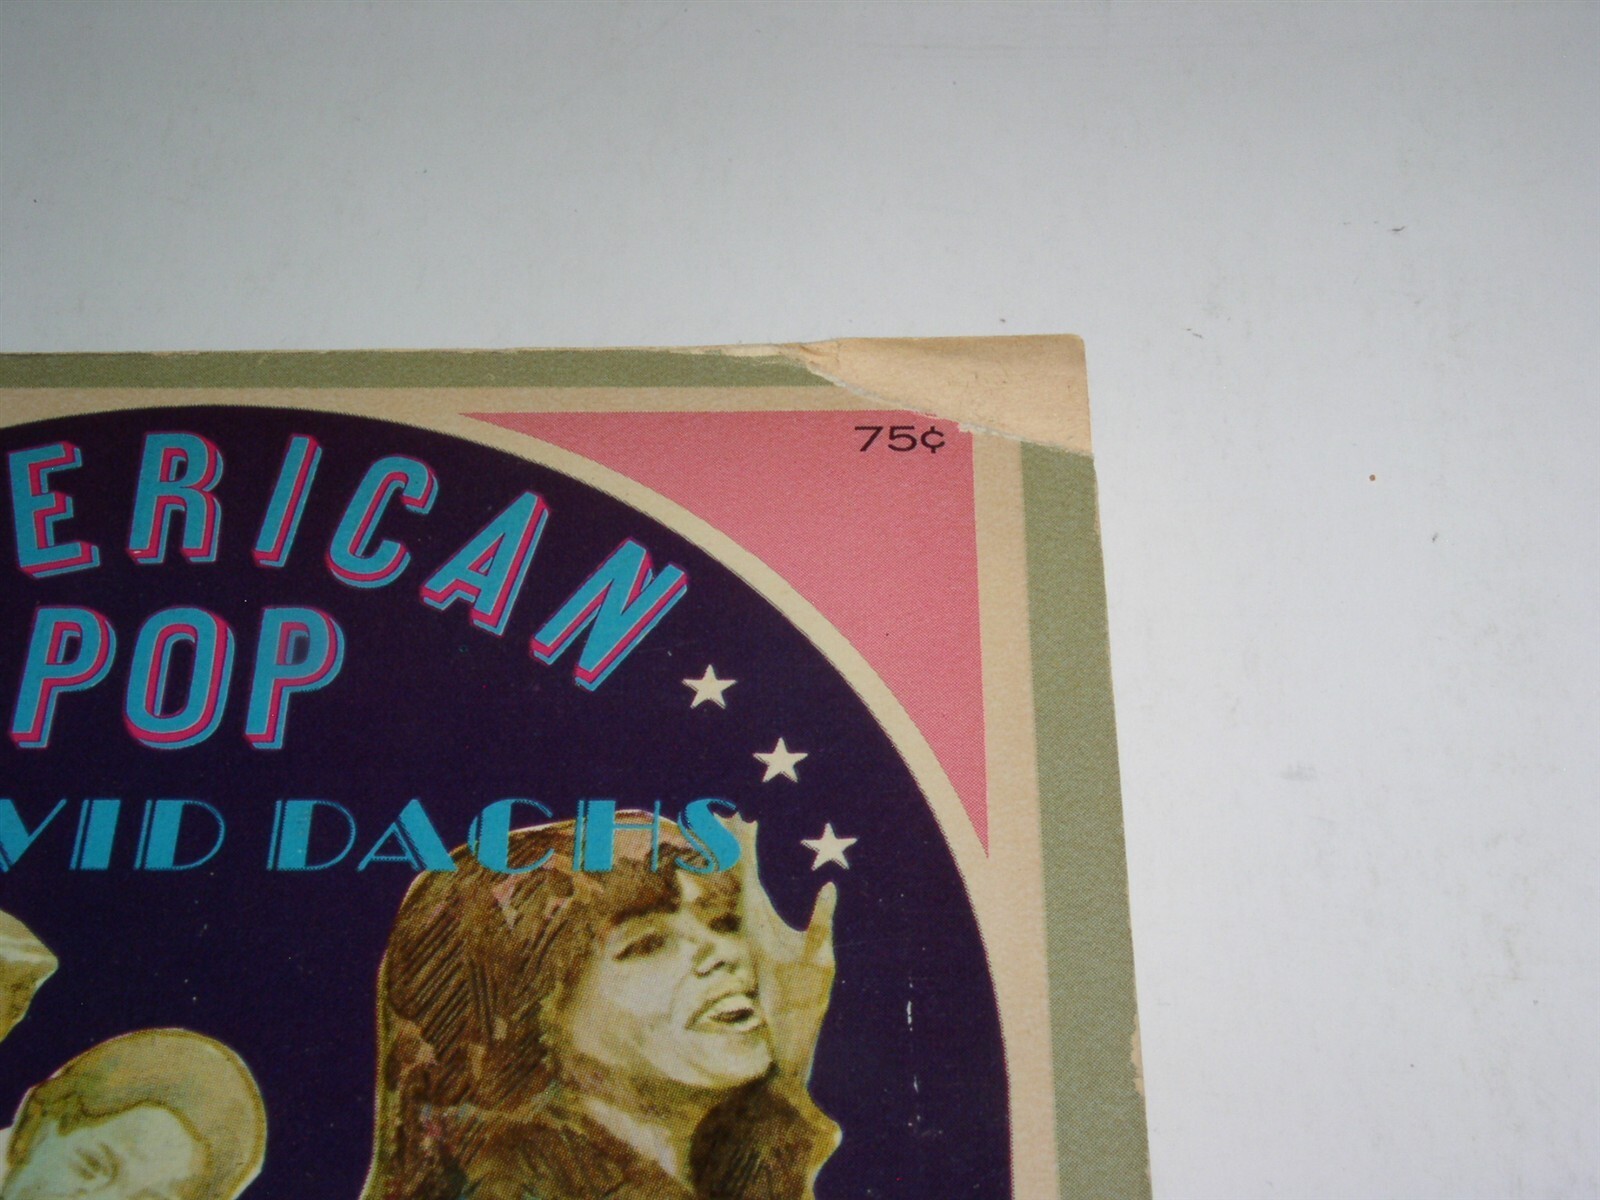 75¢
ERICAN
POP
VID DACHS